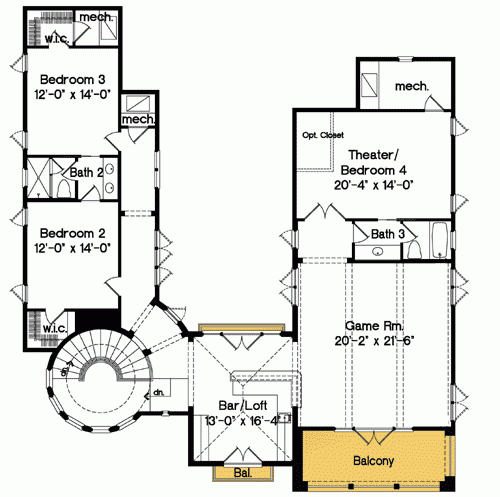 mech.
w.i.c.
Bedroom 3
12'-0" x 14'-0"
mech.
mech.
Opt. Closet
Theater/
Bedroom 4
20'-4" x 14'-0"
Bath 2
Bedroom 2
12'-0" x 14'-0"
Bath 3
w.i.c.
Game Rm.
20'-2" x 21'-6"
dn.
dn.
Bar/Loft
13'-0" x 16'-4"
Bal.
Balcony